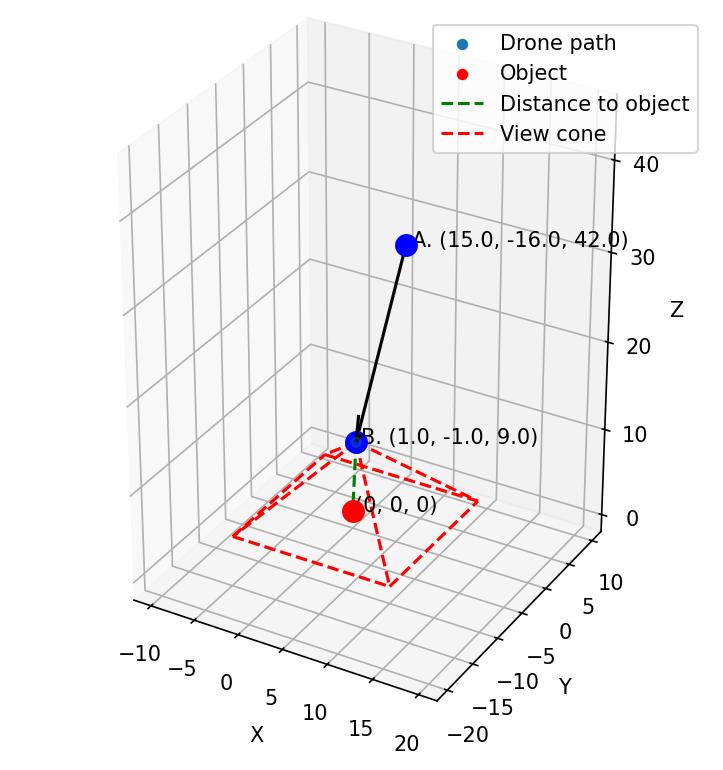 Drone path
Object
Distance to object
View cone
A. (15.0, -16.0, 42.0)
B. (1.0, -1.0, 9.0)
(0, 0, 0)
40
30
Z
20
10
0
10
5
0
−5
−10
Y
−15
−20
−10
−5
0
5
10
15
20
X